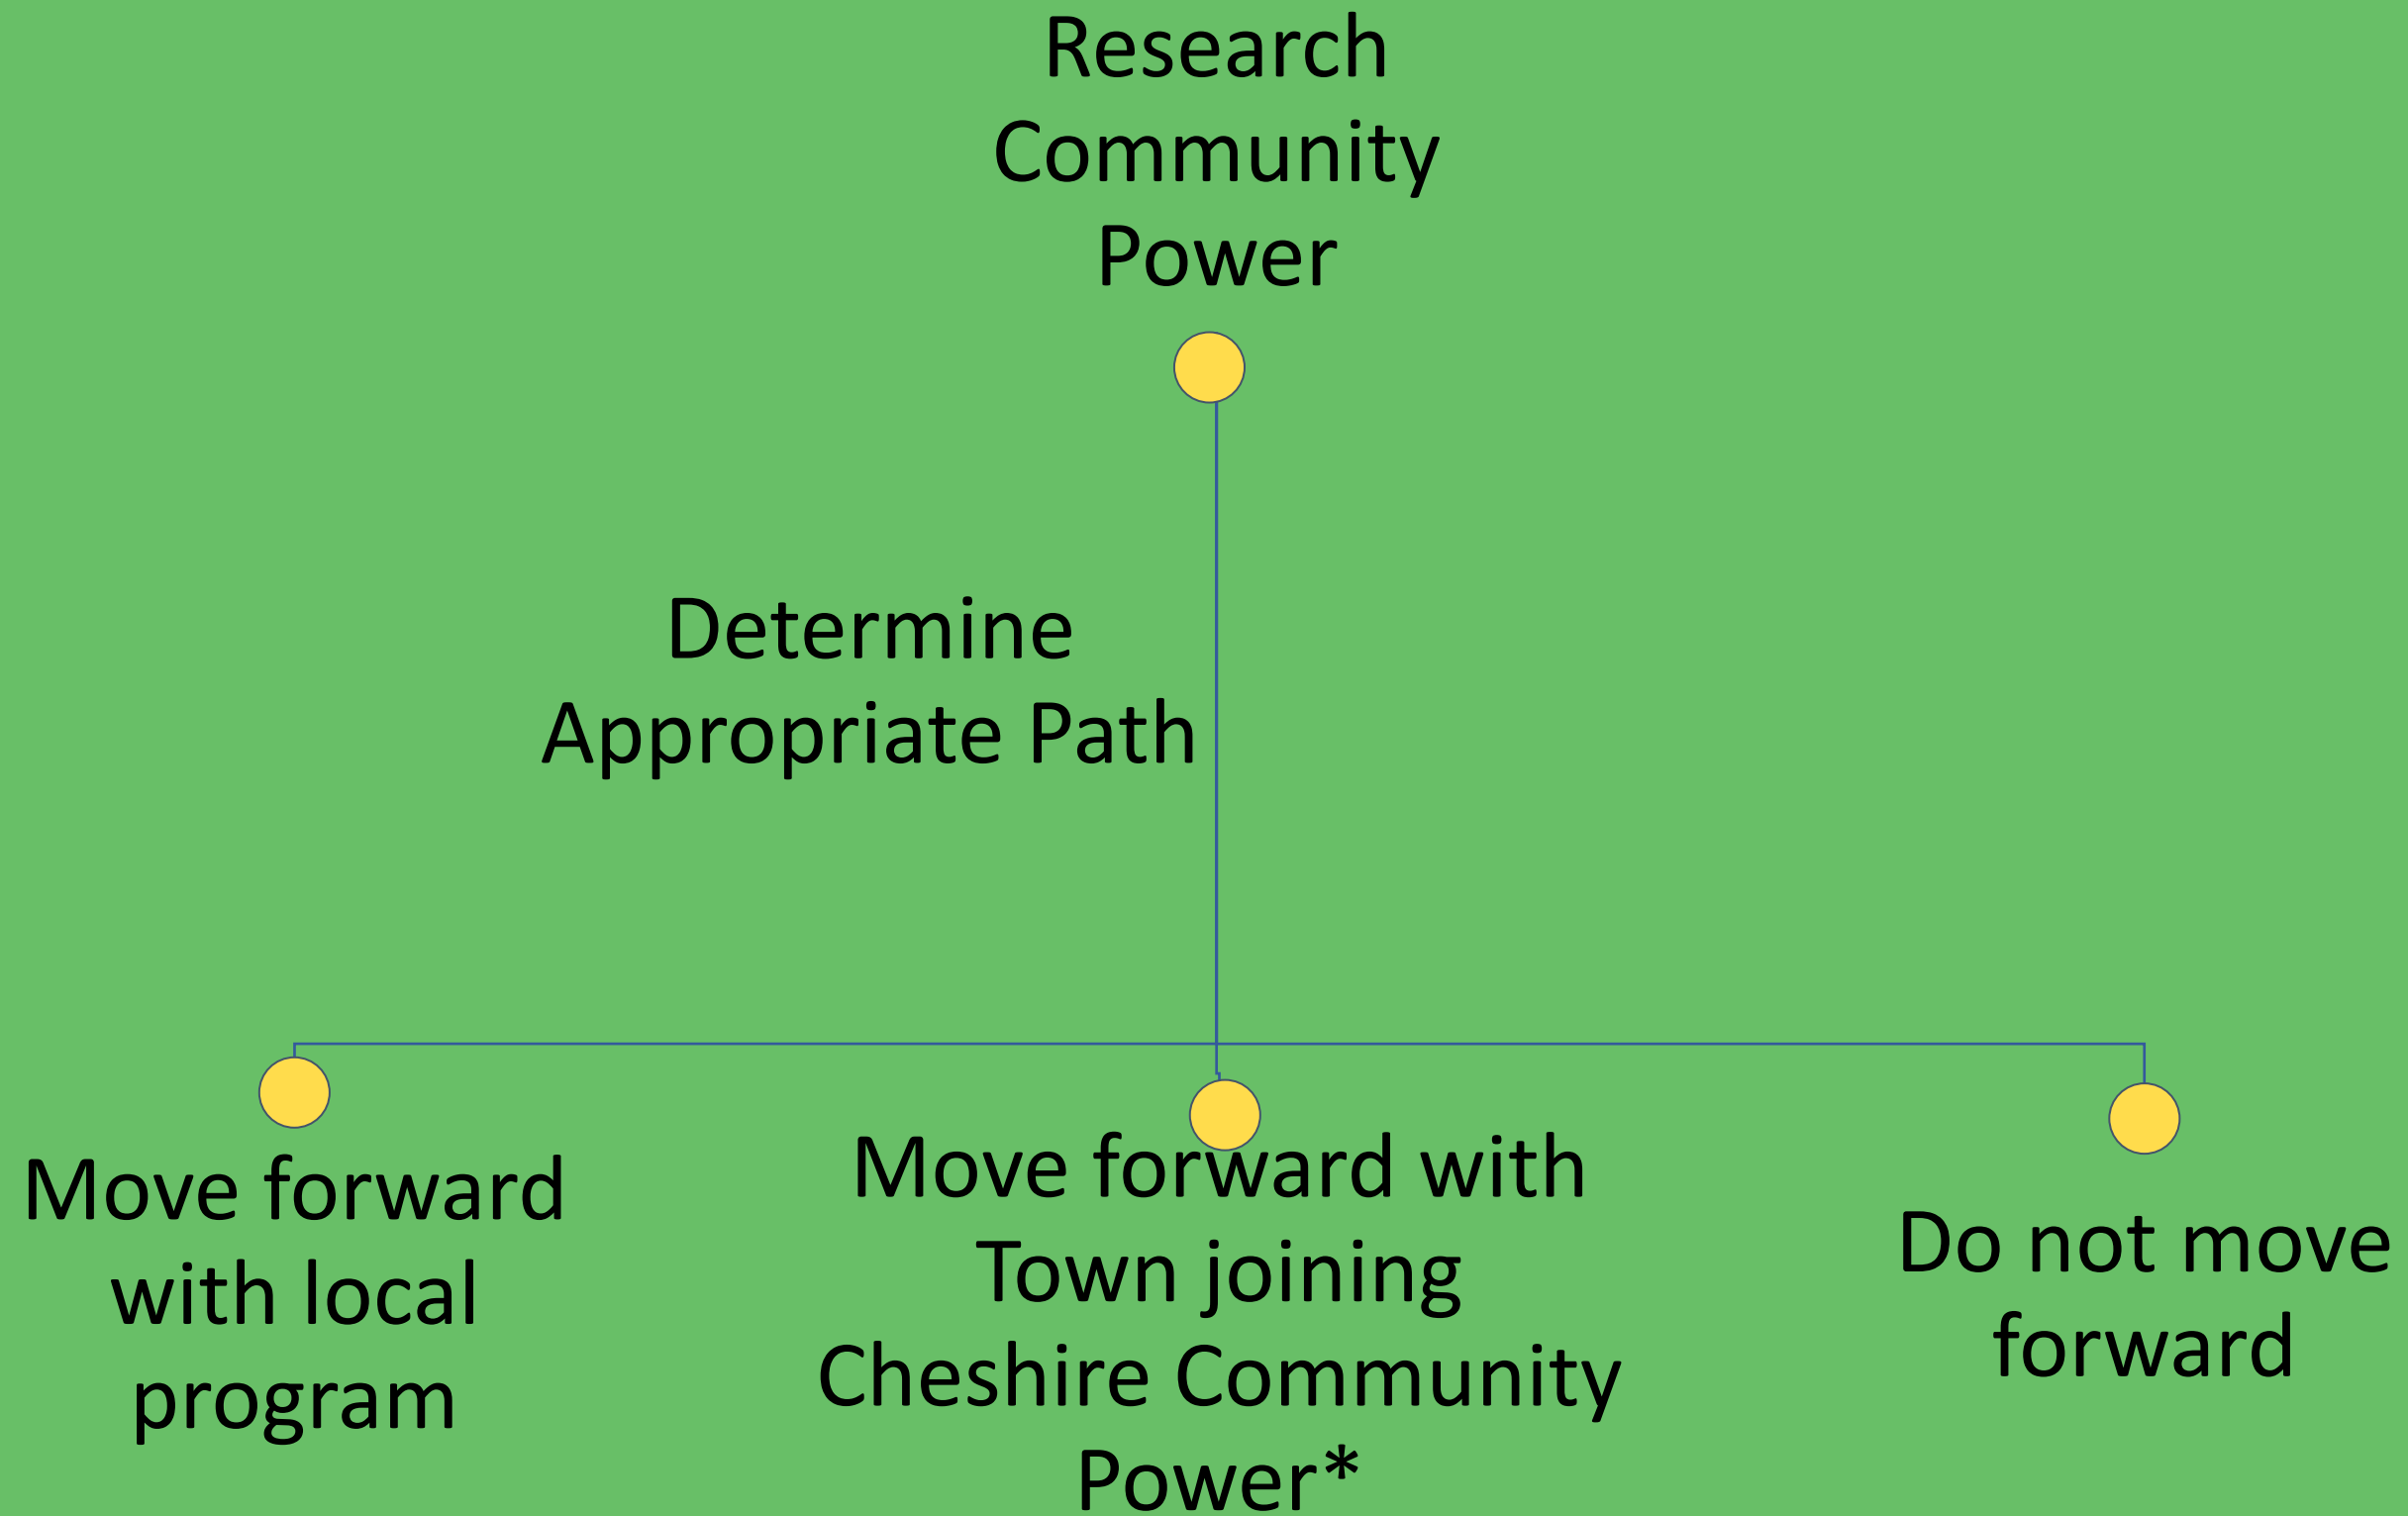 Research
Community
Power
Determine
Appropriate Path
Move forward
with local
program
Move forward with
Town joining
Cheshire Community
Power*
Do not move
forward